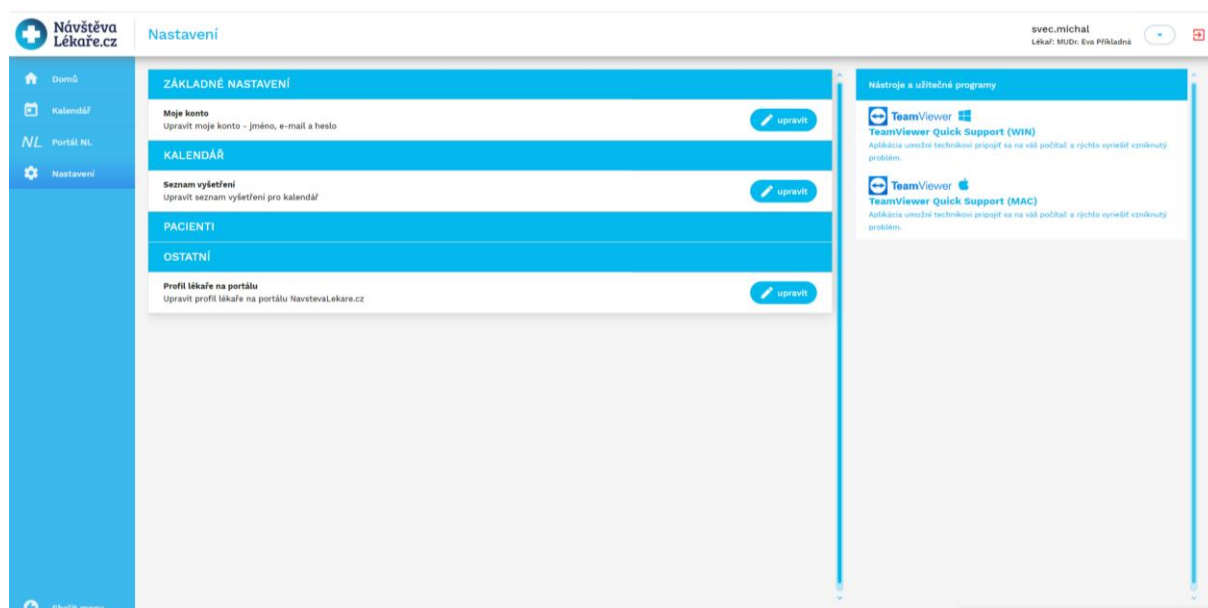 Návštěva
Lékaře.cz
Nastavení
svec.michal
Lékař: MUDr. Eva Příkladná
Domů
Kalendář
NL Portál NL
Nastavení
ZÁKLADNÉ NASTAVENÍ
Moje konto
Upravit moje konto - jméno, e-mail a heslo
upravit
KALENDÁŘ
Seznam vyšetření
Upravit seznam vyšetření pro kalendář
upravit
PACIENTI
OSTATNÍ
Profil lékaře na portálu
Upravit profil lékaře na portálu NavstevaLekare.cz
upravit
Nástroje a užitečné programy
TeamViewer
TeamViewer Quick Support (WIN)
Aplikácia umožní technikovi pripojiť sa na váš počítač a rýchlo vyriešiť vzniknutý
problém.
TeamViewer
TeamViewer Quick Support (MAC)
Aplikácia umožní technikovi pripojiť sa na váš počítač a rýchlo vyriešiť vzniknutý
problém.